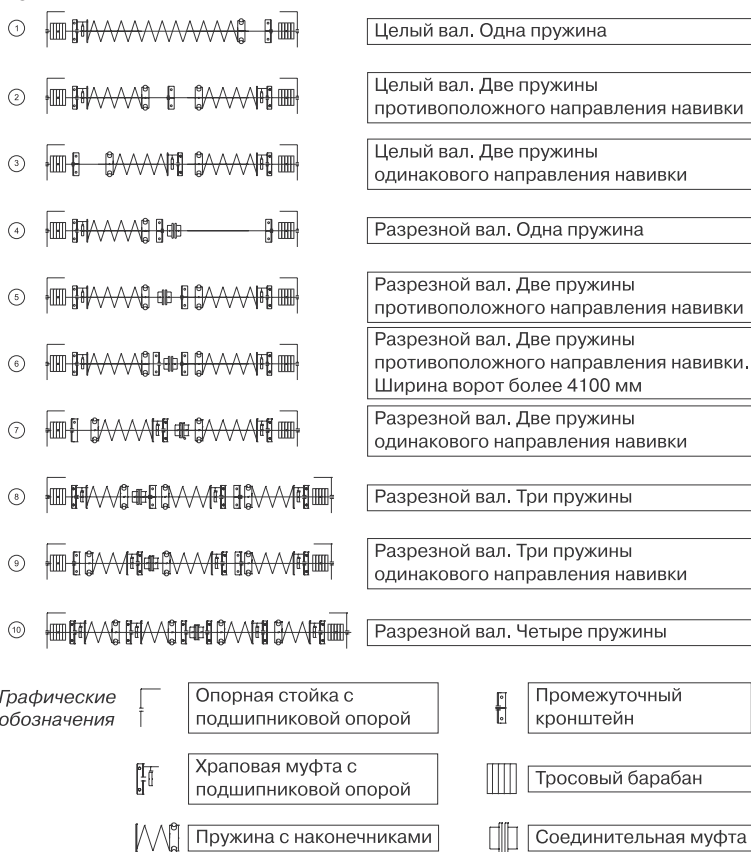 1
Целый вал. Одна пружина
2
Целый вал. Две пружины
противоположного направления навивки
3
Целый вал. Две пружины
одинакового направления навивки
4
Разрезной вал. Одна пружина
5
Разрезной вал. Две пружины
противоположного направления навивки
6
Разрезной вал. Две пружины
противоположного направления навивки.
Ширина ворот более 4100 мм
7
Разрезной вал. Две пружины
одинакового направления навивки
8
Разрезной вал. Три пружины
9
Разрезной вал. Три пружины
одинакового направления навивки
10
Разрезной вал. Четыре пружины
Графические
обозначения
Опорная стойка с
подшипниковой опорой
Промежуточный
кронштейн
Храповая муфта с
подшипниковой опорой
Тросовый барабан
Пружина с наконечниками
Соединительная муфта